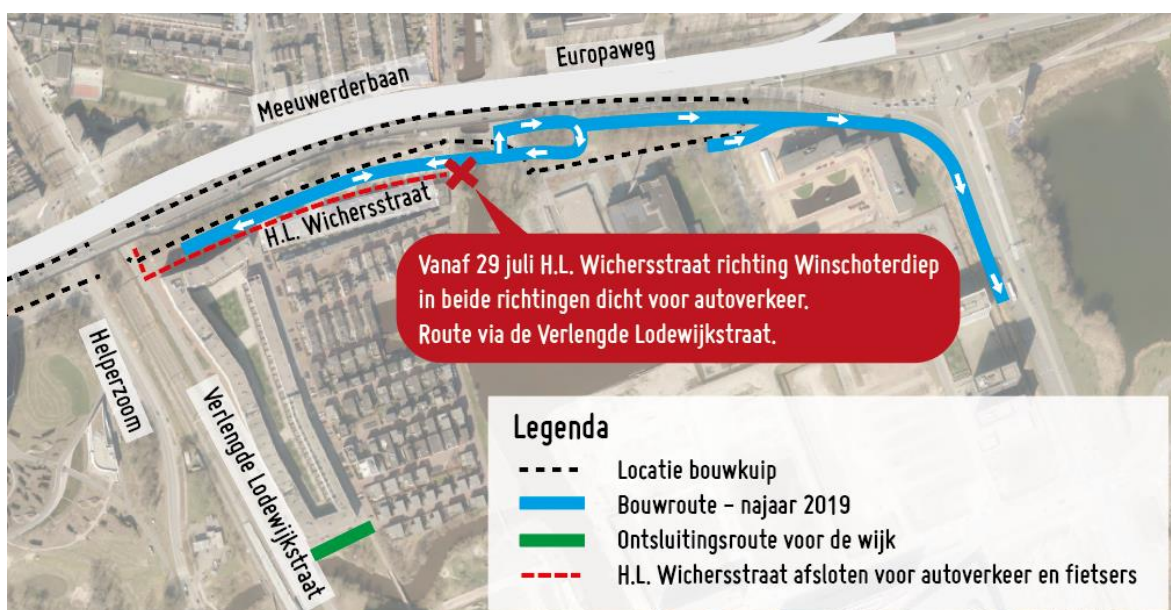 Europaweg
Meeuwerderbaan
H.L. Wichersstraat
Vanaf 29 juli H.L. Wichersstraat richting Winschoterdiep
in beide richtingen dicht voor autoverkeer.
Route via de Verlengde Lodewijkstraat.
Helperzoom
Verlengde Lodewijkstraat
Legenda
Locatie bouwkuip
Bouwroute - najaar 2019
Ontsluitingsroute voor de wijk
H.L. Wichersstraat afsloten voor autoverkeer en fietsers